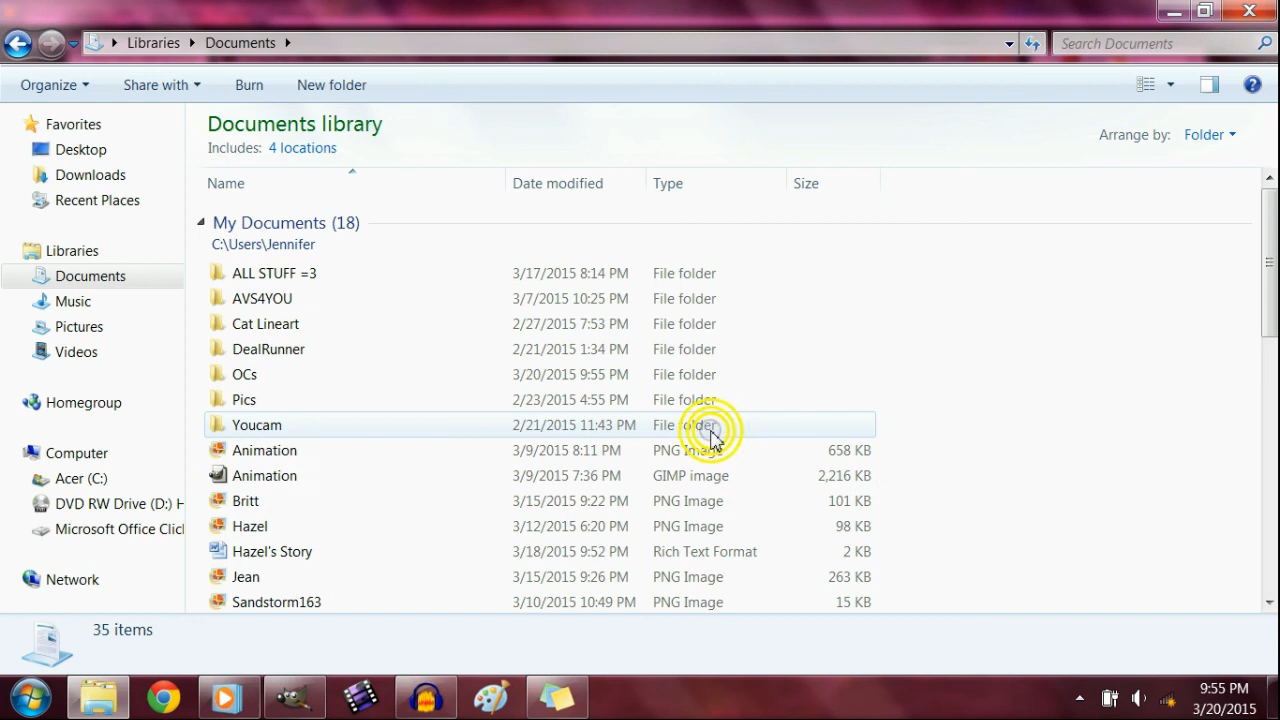 Libraries Documents
Search Documents
Organize Share with Burn New folder
Favorites
Desktop
Downloads
Recent Places
Libraries
Documents
Music
Pictures
Videos
Homegroup
Computer
Acer (C:)
DVD RW Drive (D:) H
Microsoft Office Clic
Network
Documents library
Includes: 4 locations
Arrange by: Folder
Name Date modified Type Size
My Documents (18)
C:\Users\Jennifer
ALL STUFF =3 3/17/2015 8:14 PM File folder
AVS4YOU 3/7/2015 10:25 PM File folder
Cat Lineart 2/27/2015 7:53 PM File folder
DealRunner 2/21/2015 1:34 PM File folder
OCs 3/20/2015 9:55 PM File folder
Pics 2/23/2015 4:55 PM File folder
Youcam 2/21/2015 11:43 PM File folder
Animation 3/9/2015 8:11 PM PNG Image 658 KB
Animation 3/9/2015 7:36 PM GIMP image 2,216 KB
Britt 3/15/2015 9:22 PM PNG Image 101 KB
Hazel 3/12/2015 6:20 PM PNG Image 98 KB
Hazel's Story 3/18/2015 9:52 PM Rich Text Format 2 KB
Jean 3/15/2015 9:26 PM PNG Image 263 KB
Sandstorm163 3/10/2015 10:49 PM PNG Image 15 KB
35 items
9:55 PM
3/20/2015